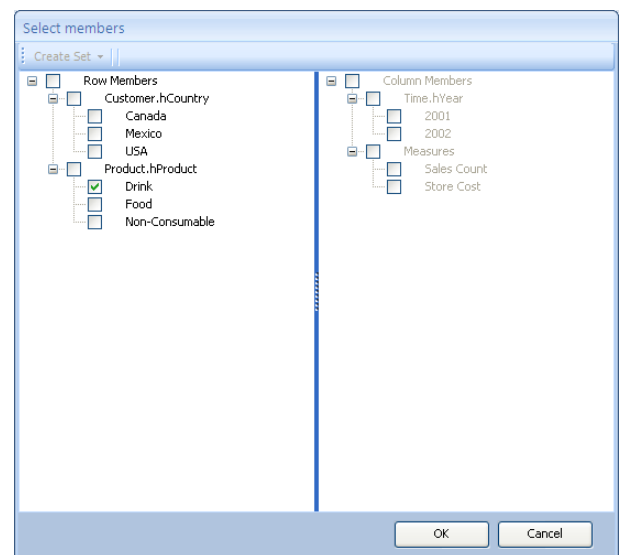 Select members
Create Set
Row Members
Customer.hCountry
Canada
Mexico
USA
Product.hProduct
Drink
Food
Non-Consumable
Column Members
Time.hYear
2001
2002
Measures
Sales Count
Store Cost
OK
Cancel